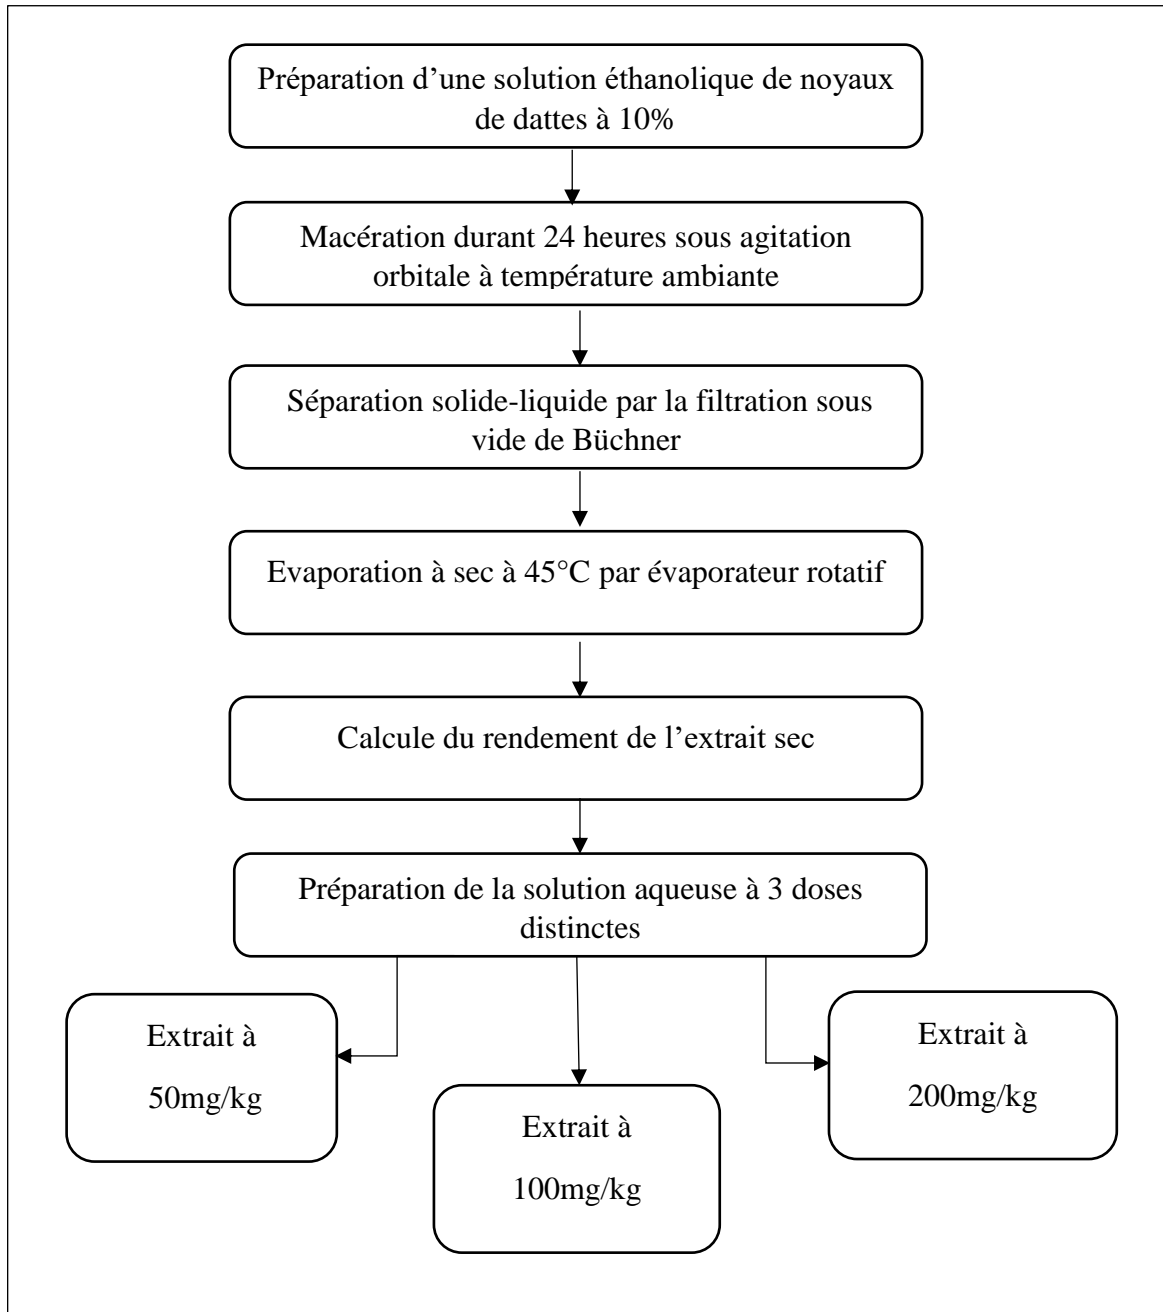 Préparation d’une solution éthanolique de noyaux
de dattes à 10%
Macération durant 24 heures sous agitation
orbitale à température ambiante
Séparation solide-liquide par la filtration sous
vide de Büchner
Evaporation à sec à 45°C par évaporateur rotatif
Calcule du rendement de l’extrait sec
Préparation de la solution aqueuse à 3 doses
distinctes
Extrait à
50mg/kg
Extrait à
100mg/kg
Extrait à
200mg/kg